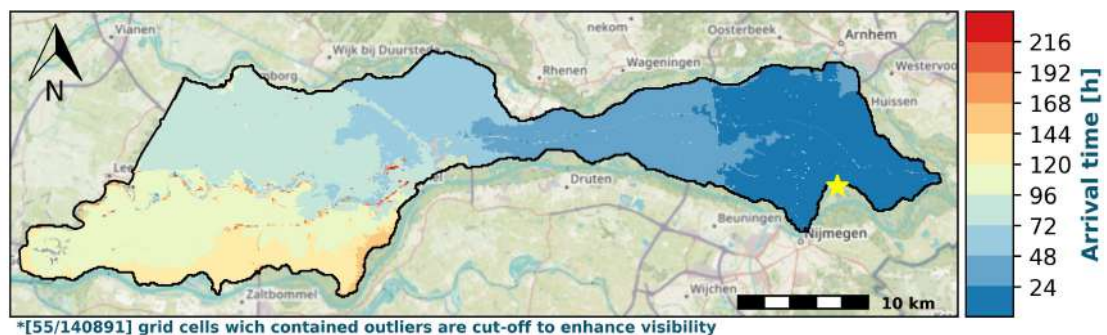 nekom
Oosterbeek
Arnhem
Vianen
Wijk bij Duursted
Rhenen
Wageningen
Westervoo
N
Huissen
Lee
Druten
Beuningen
Nijmegen
Wijchen
Zaltbommel
10 km
216
192
168
144
120
96
72
48
24
Arrival time [h]
*[55/140891] grid cells wich contained outliers are cut-off to enhance visibility